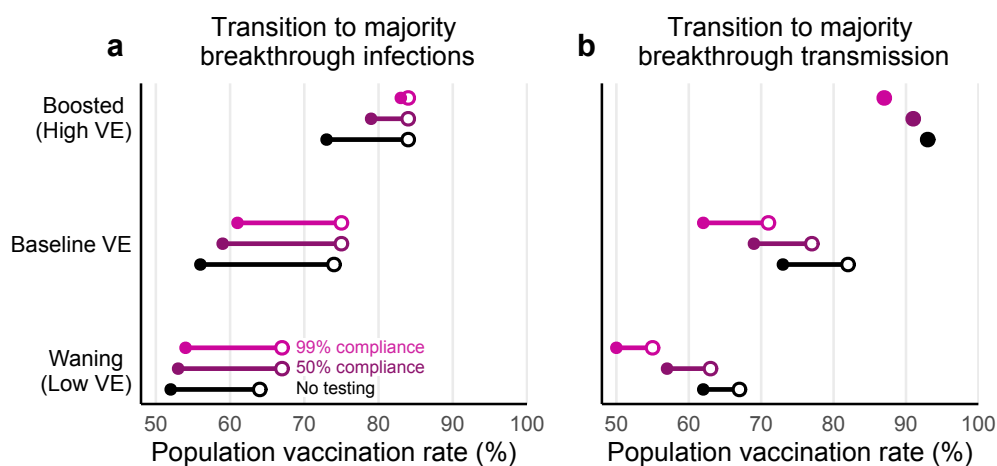 a
Transition to majority
breakthrough infections
Boosted
(High VE)
Baseline VE
Waning
(Low VE)
99% compliance
50% compliance
No testing
50 60 70 80 90 100
Population vaccination rate (%)
b
Transition to majority
breakthrough transmission
50 60 70 80 90 100
Population vaccination rate (%)